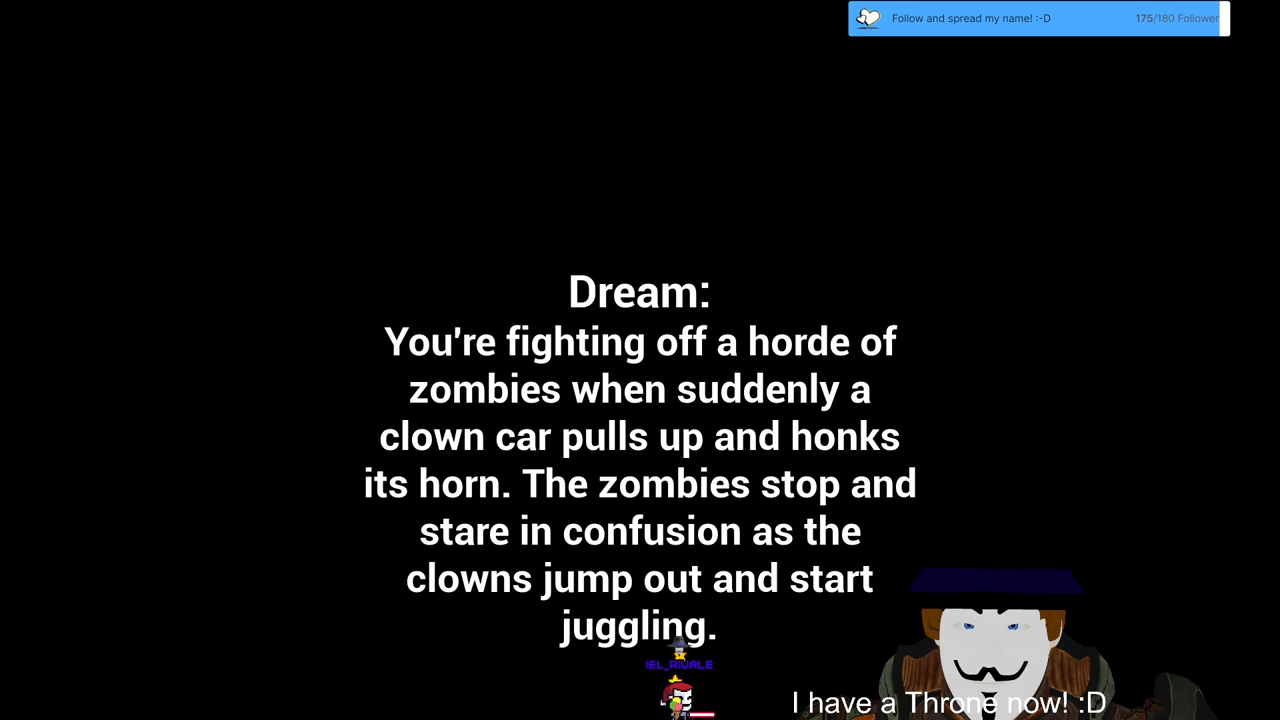 Follow and spread my name! :-D
175/180 Follower
Dream:
You're fighting off a horde of
zombies when suddenly a
clown car pulls up and honks
its horn. The zombies stop and
stare in confusion as the
clowns jump out and start
juggling.
IEL_RIVALE
I have a Throne now! :D